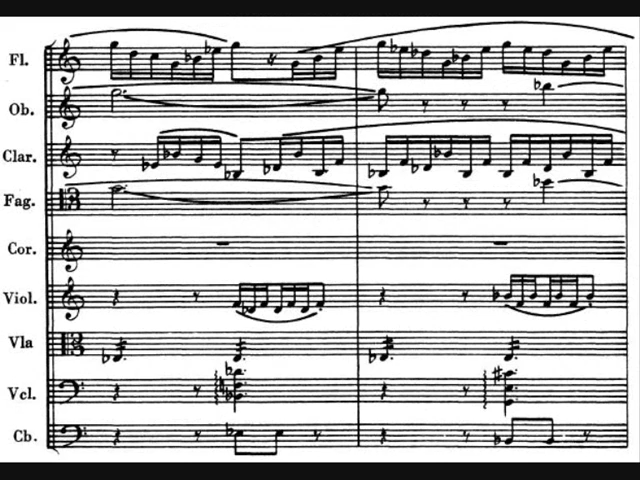 Fl.
Ob.
Clar.
Fag.
Cor.
Viol.
Vla
Vcl.
Cb.